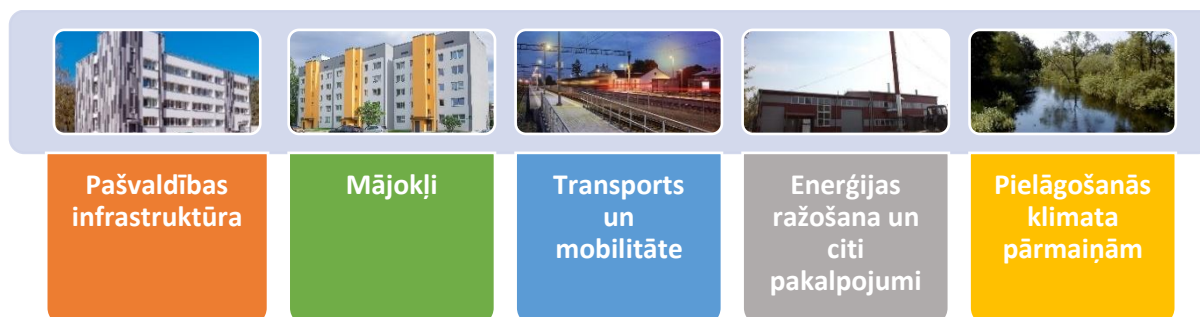 Pašvaldības
infrastruktūra
Mājokļi
Transports
un
mobilitāte
Enerģijas
ražošana un
citi
pakalpojumi
Pielāgošanās
klimata
pārmaiņām